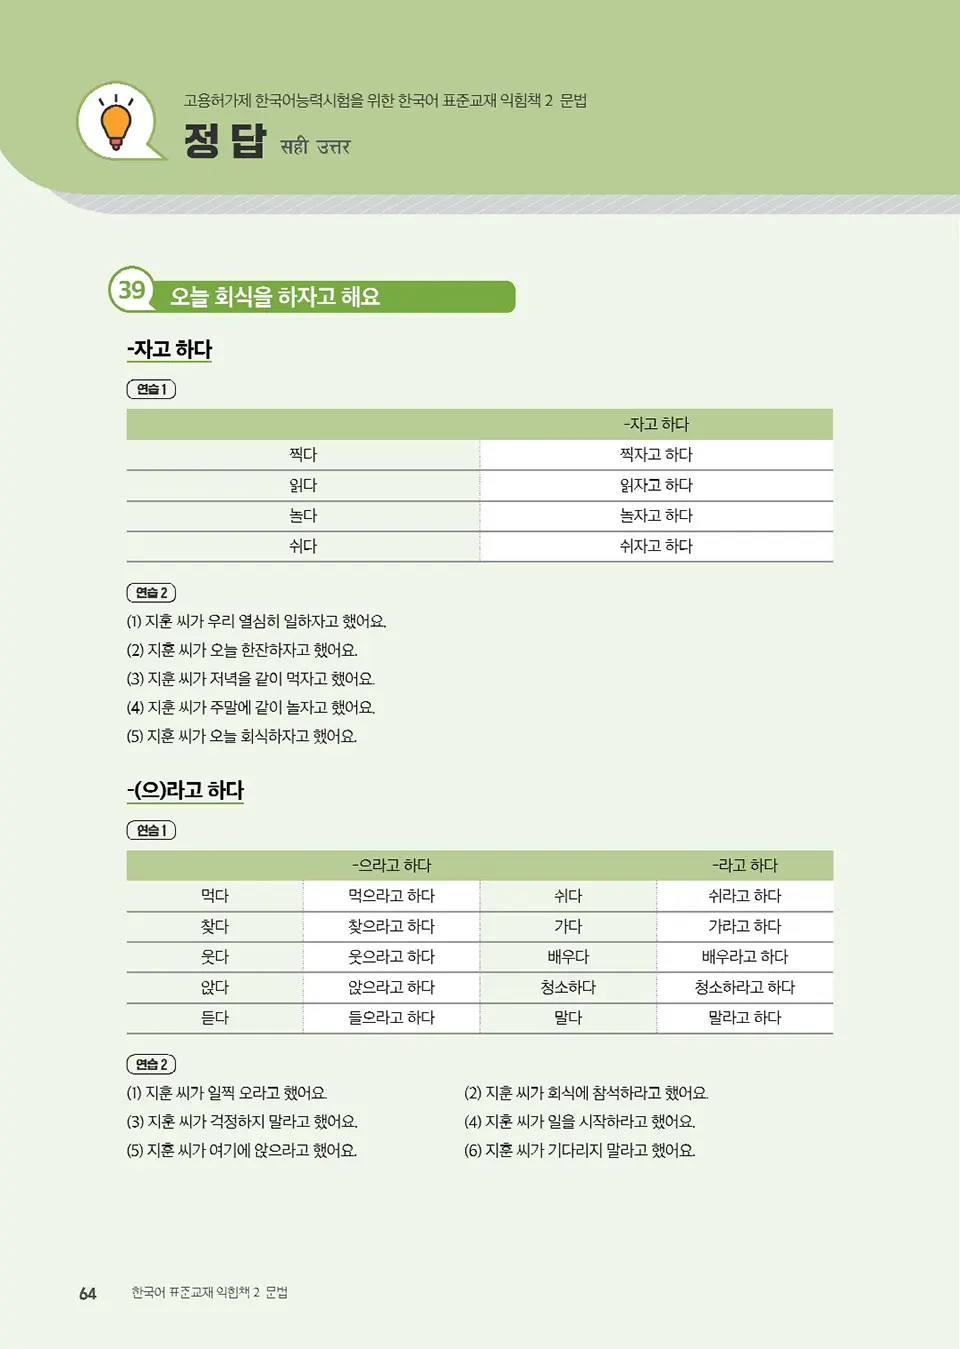 고용허가제 한국어능력시험을 위한 한국어 표준교재 익힘책 2 문법
정답 सही उत्तर
39 오늘 회식을 하자고 해요
-자고 하다
연습 1
-자고 하다
찍다 찍자고 하다
읽다 읽자고 하다
놀다 놀자고 하다
쉬다 쉬자고 하다
연습 2
(1) 지훈 씨가 우리 열심히 일하자고 했어요.
(2) 지훈 씨가 오늘 한잔하자고 했어요.
(3) 지훈 씨가 저녁을 같이 먹자고 했어요.
(4) 지훈 씨가 주말에 같이 놀자고 했어요.
(5) 지훈 씨가 오늘 회식하자고 했어요.
-(으)라고 하다
연습 1
-으라고 하다 -라고 하다
먹다 먹으라고 하다 쉬다 쉬라고 하다
찾다 찾으라고 하다 가다 가라고 하다
웃다 웃으라고 하다 배우다 배우라고 하다
앉다 앉으라고 하다 청소하다 청소하라고 하다
듣다 들으라고 하다 말다 말라고 하다
연습 2
(1) 지훈 씨가 일찍 오라고 했어요. (2) 지훈 씨가 회식에 참석하라고 했어요.
(3) 지훈 씨가 걱정하지 말라고 했어요. (4) 지훈 씨가 일을 시작하라고 했어요.
(5) 지훈 씨가 여기에 앉으라고 했어요. (6) 지훈 씨가 기다리지 말라고 했어요.
64 한국어 표준교재 익힘책 2 문법